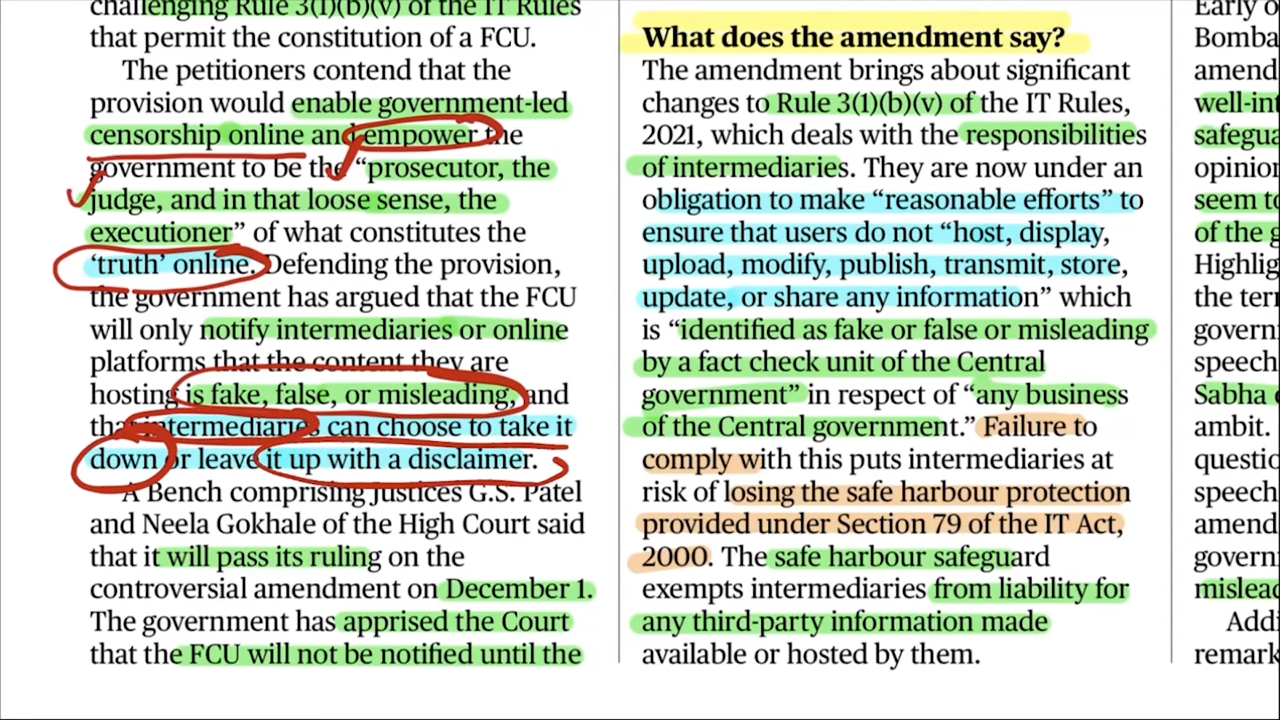 challenging Rule 3(1)(b)(v) of the IT Rules
that permit the constitution of a FCU.
The petitioners contend that the
provision would enable government-led
censorship online and empower the
government to be the “prosecutor, the
judge, and in that loose sense, the
executioner” of what constitutes the
‘truth’ online. Defending the provision,
the government has argued that the FCU
will only notify intermediaries or online
platforms that the content they are
hosting is fake, false, or misleading, and
that intermediaries can choose to take it
down or leave it up with a disclaimer.
A Bench comprising Justices G.S. Patel
and Neela Gokhale of the High Court said
that it will pass its ruling on the
controversial amendment on December 1.
The government has apprised the Court
that the FCU will not be notified until the
What does the amendment say?
The amendment brings about significant
changes to Rule 3(1)(b)(v) of the IT Rules,
2021, which deals with the responsibilities
of intermediaries. They are now under an
obligation to make “reasonable efforts” to
ensure that users do not “host, display,
upload, modify, publish, transmit, store,
update, or share any information” which
is “identified as fake or false or misleading
by a fact check unit of the Central
government” in respect of “any business
of the Central government.” Failure to
comply with this puts intermediaries at
risk of losing the safe harbour protection
provided under Section 79 of the IT Act,
2000. The safe harbour safeguard
exempts intermediaries from liability for
any third-party information made
available or hosted by them.
Early o
Bomba
amend
well-in
safegua
opinion
seem to
of the g
Highlig
the ter
govern
speech
Sabha
ambit.
questio
speech
amend
govern
mislead
Addi
remark